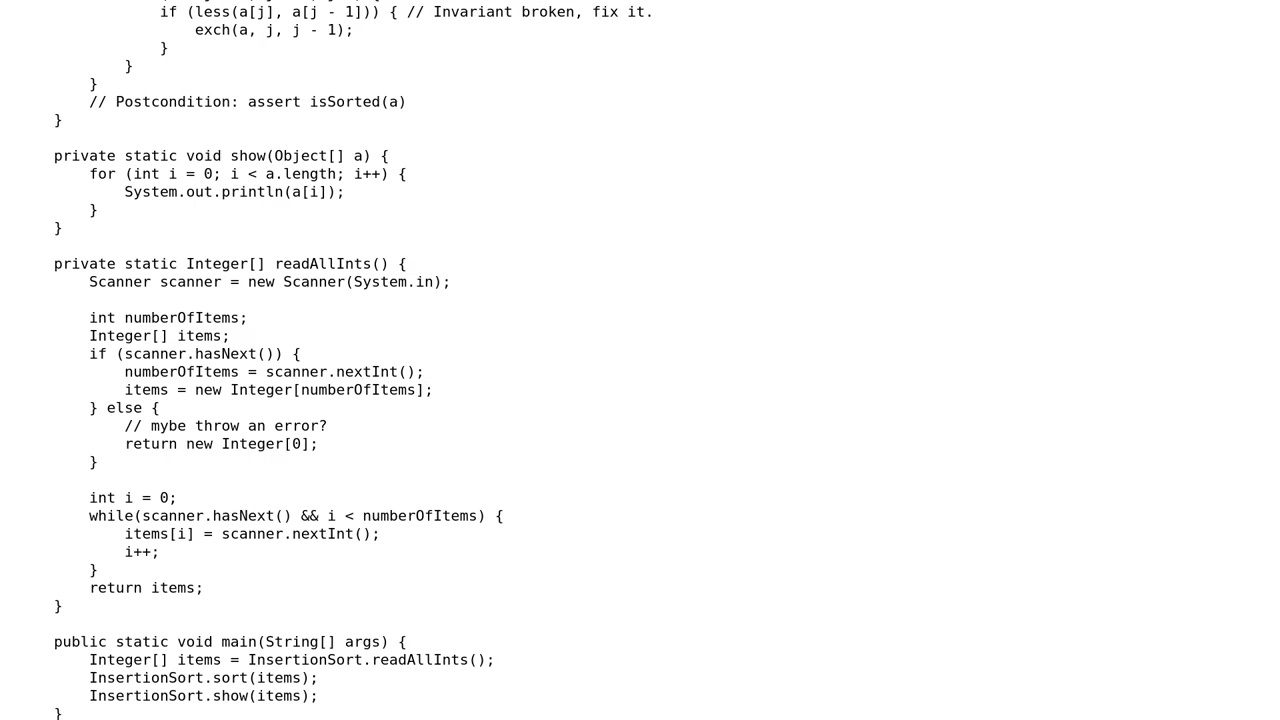 if (less(a[j], a[j - 1])) { // Invariant broken, fix it.
exch(a, j, j - 1);
}
}
}
// Postcondition: assert isSorted(a)
}
private static void show(Object[] a) {
for (int i = 0; i < a.length; i++) {
System.out.println(a[i]);
}
}
private static Integer[] readAllInts() {
Scanner scanner = new Scanner(System.in);
int numberOfItems;
Integer[] items;
if (scanner.hasNext()) {
numberOfItems = scanner.nextInt();
items = new Integer[numberOfItems];
} else {
// mybe throw an error?
return new Integer[0];
}
int i = 0;
while(scanner.hasNext() && i < numberOfItems) {
items[i] = scanner.nextInt();
i++;
}
return items;
}
public static void main(String[] args) {
Integer[] items = InsertionSort.readAllInts();
InsertionSort.sort(items);
InsertionSort.show(items);
}